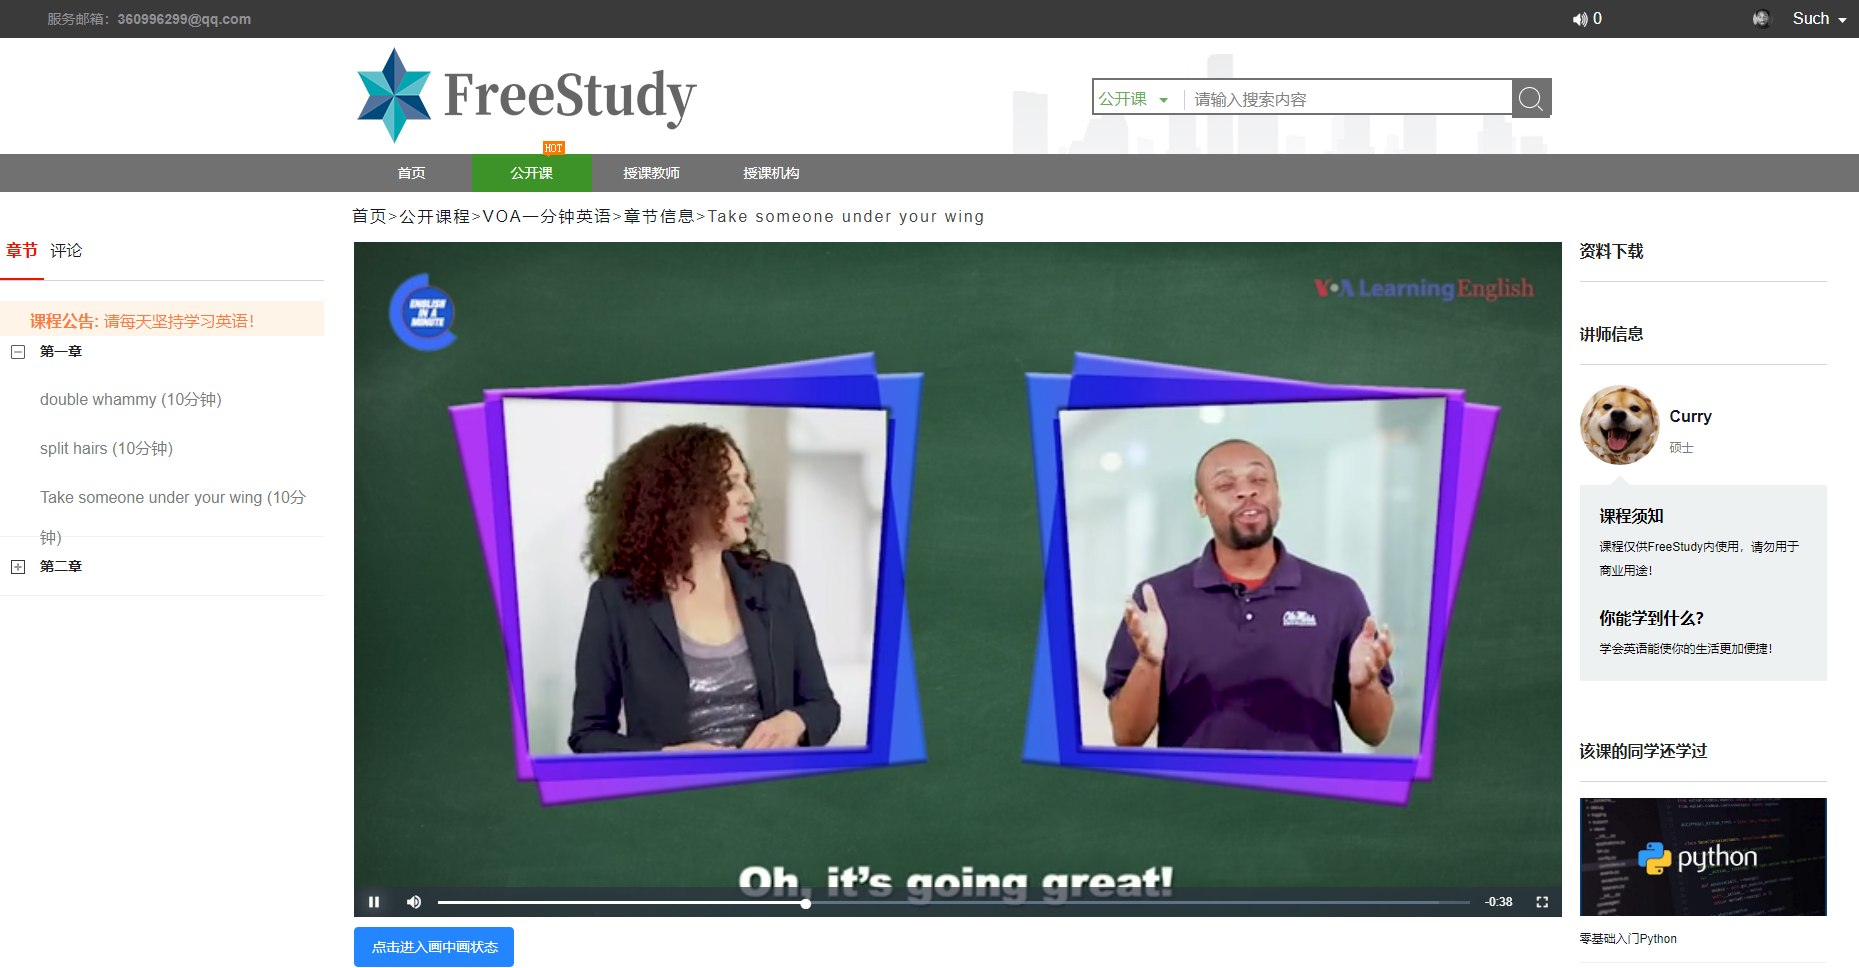 服务邮箱：360996299@qq.com
0
Such
FreeStudy
公开课
请输入搜索内容
HOT
首页
公开课
授课教师
授课机构
首页>公开课程>VOA一分钟英语>章节信息>Take someone under your wing
章节
评论
课程公告: 请每天坚持学习英语！
第一章
double whammy (10分钟)
split hairs (10分钟)
Take someone under your wing (10分
钟)
第二章
ENGLISH
IN A
MINUTE
VOA Learning English
Ole Miss
Oh, it's going great!
-0:38
点击进入画中画状态
资料下载
讲师信息
Curry
硕士
课程须知
课程仅供FreeStudy内使用，请勿用于
商业用途！
你能学到什么?
学会英语能使你的生活更加便捷！
该课的同学还学过
python
零基础入门Python